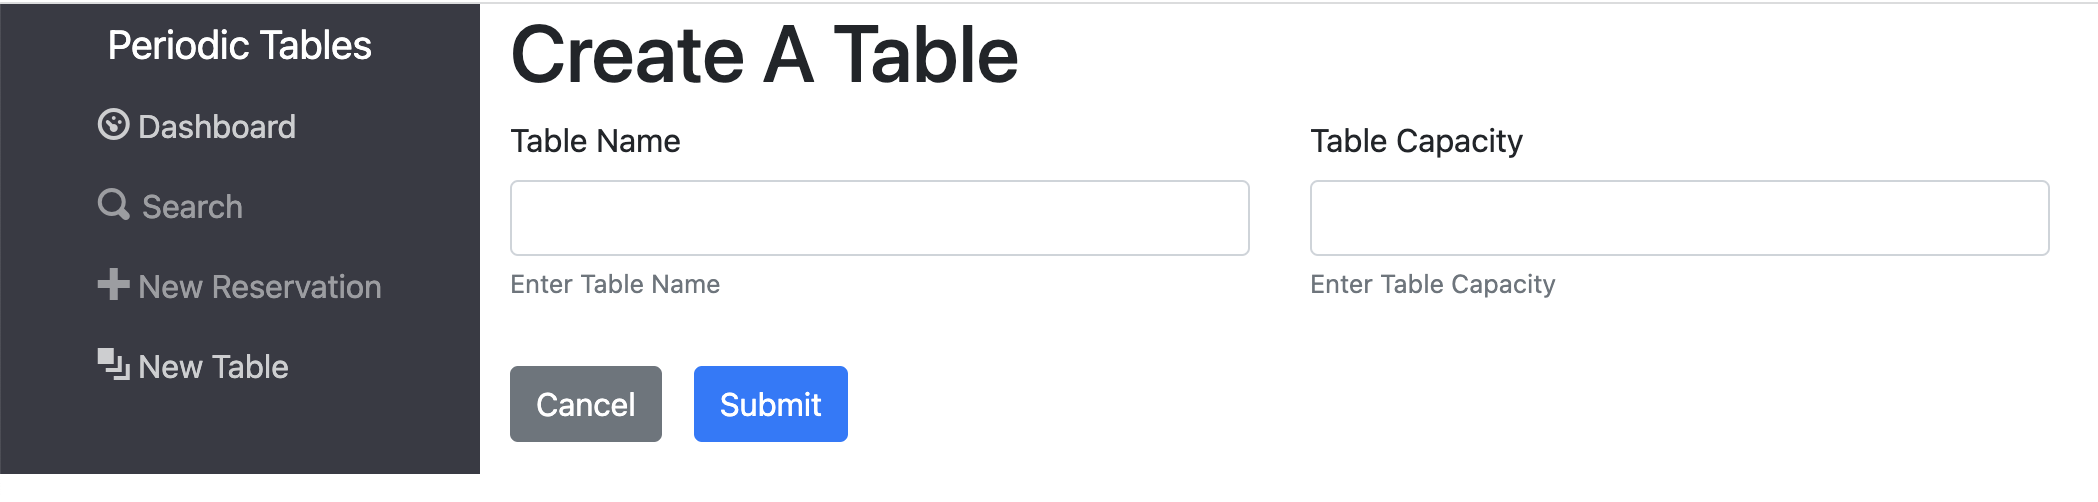 Periodic Tables
Dashboard
Search
New Reservation
New Table
Create A Table
Table Name
Enter Table Name
Table Capacity
Enter Table Capacity
Cancel
Submit